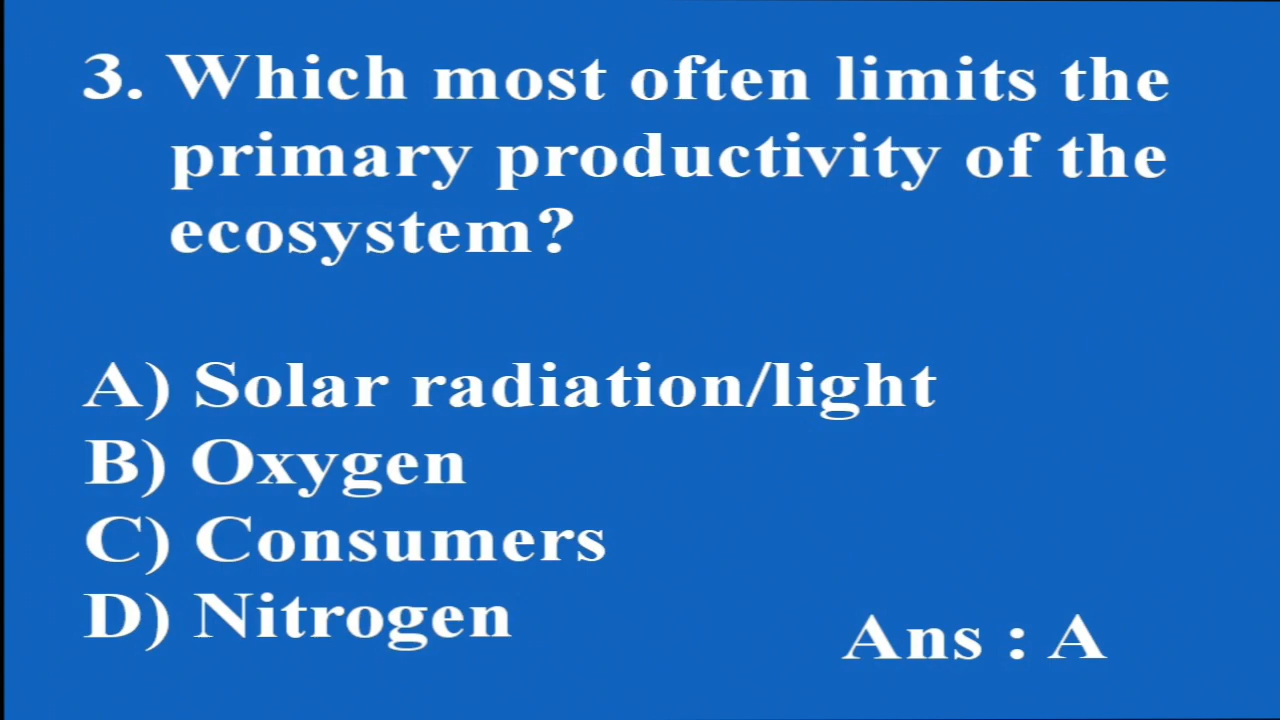 3. Which most often limits the
primary productivity of the
ecosystem?
A) Solar radiation/light
B) Oxygen
C) Consumers
D) Nitrogen
Ans : A